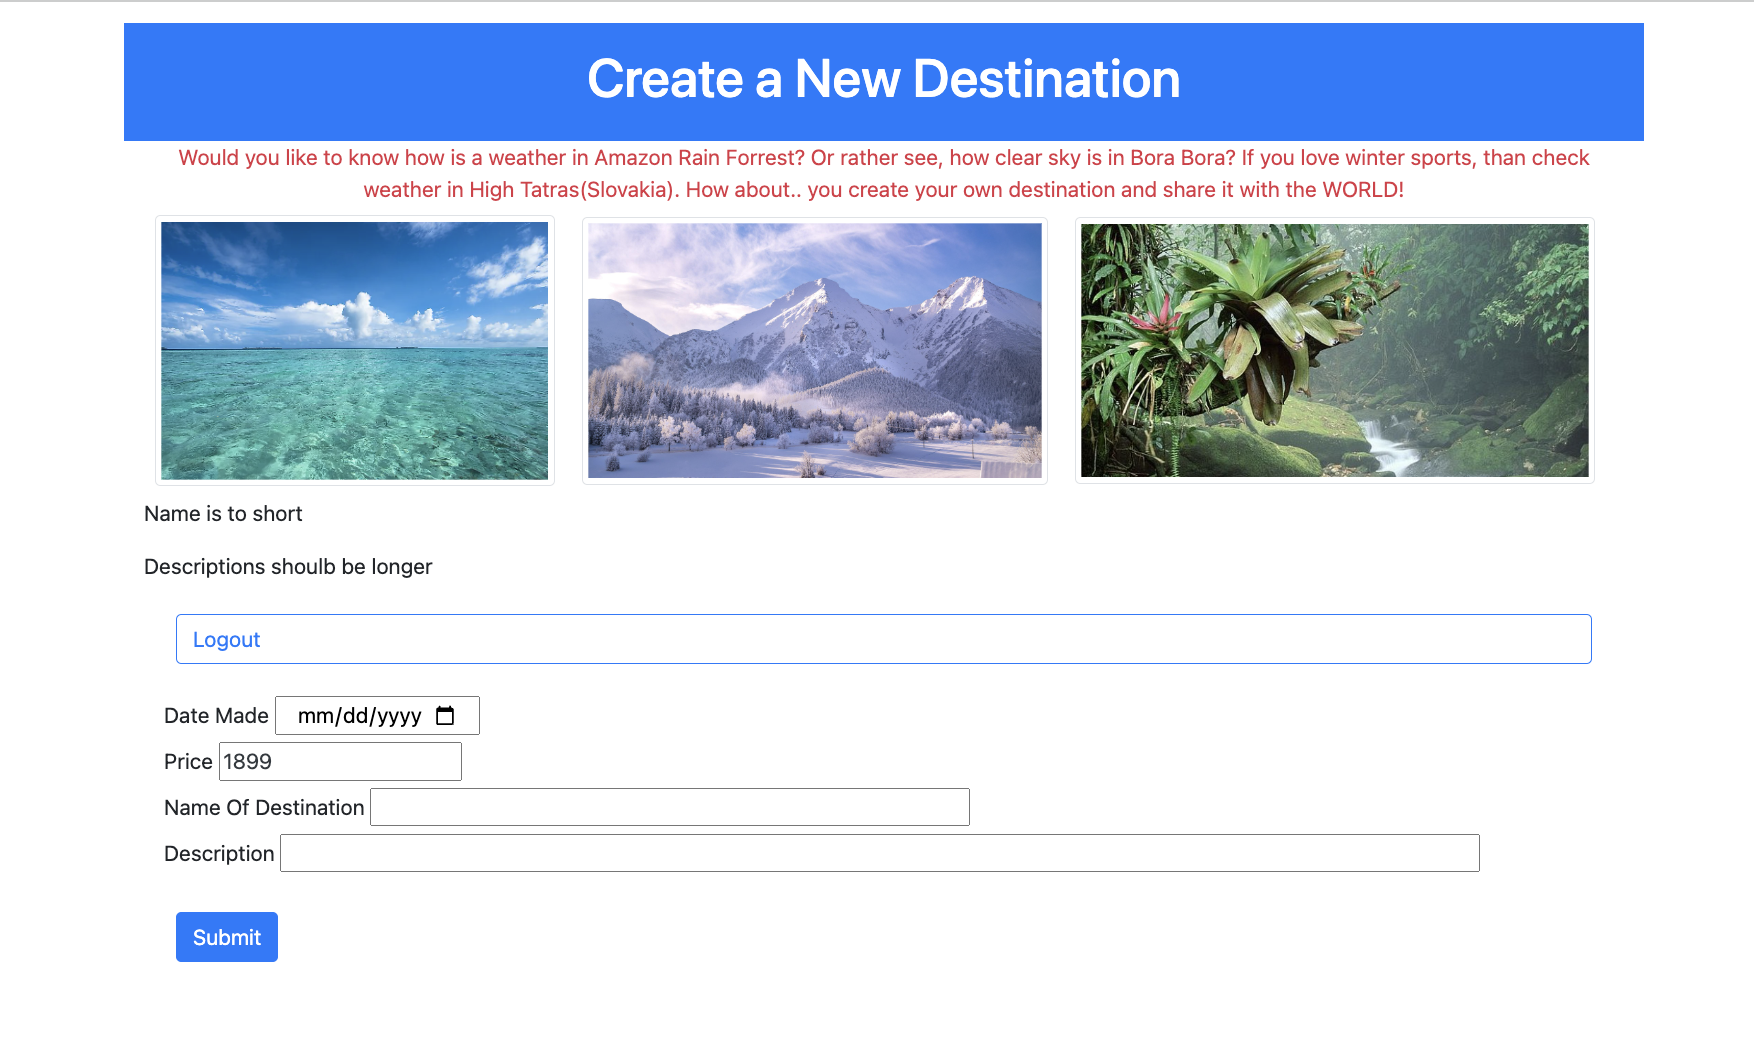 Create a New Destination
Would you like to know how is a weather in Amazon Rain Forrest? Or rather see, how clear sky is in Bora Bora? If you love winter sports, than check
weather in High Tatras(Slovakia). How about.. you create your own destination and share it with the WORLD!
Name is to short
Descriptions shoulb be longer
Logout
Date Made mm/dd/yyyy
Price 1899
Name Of Destination
Description
Submit